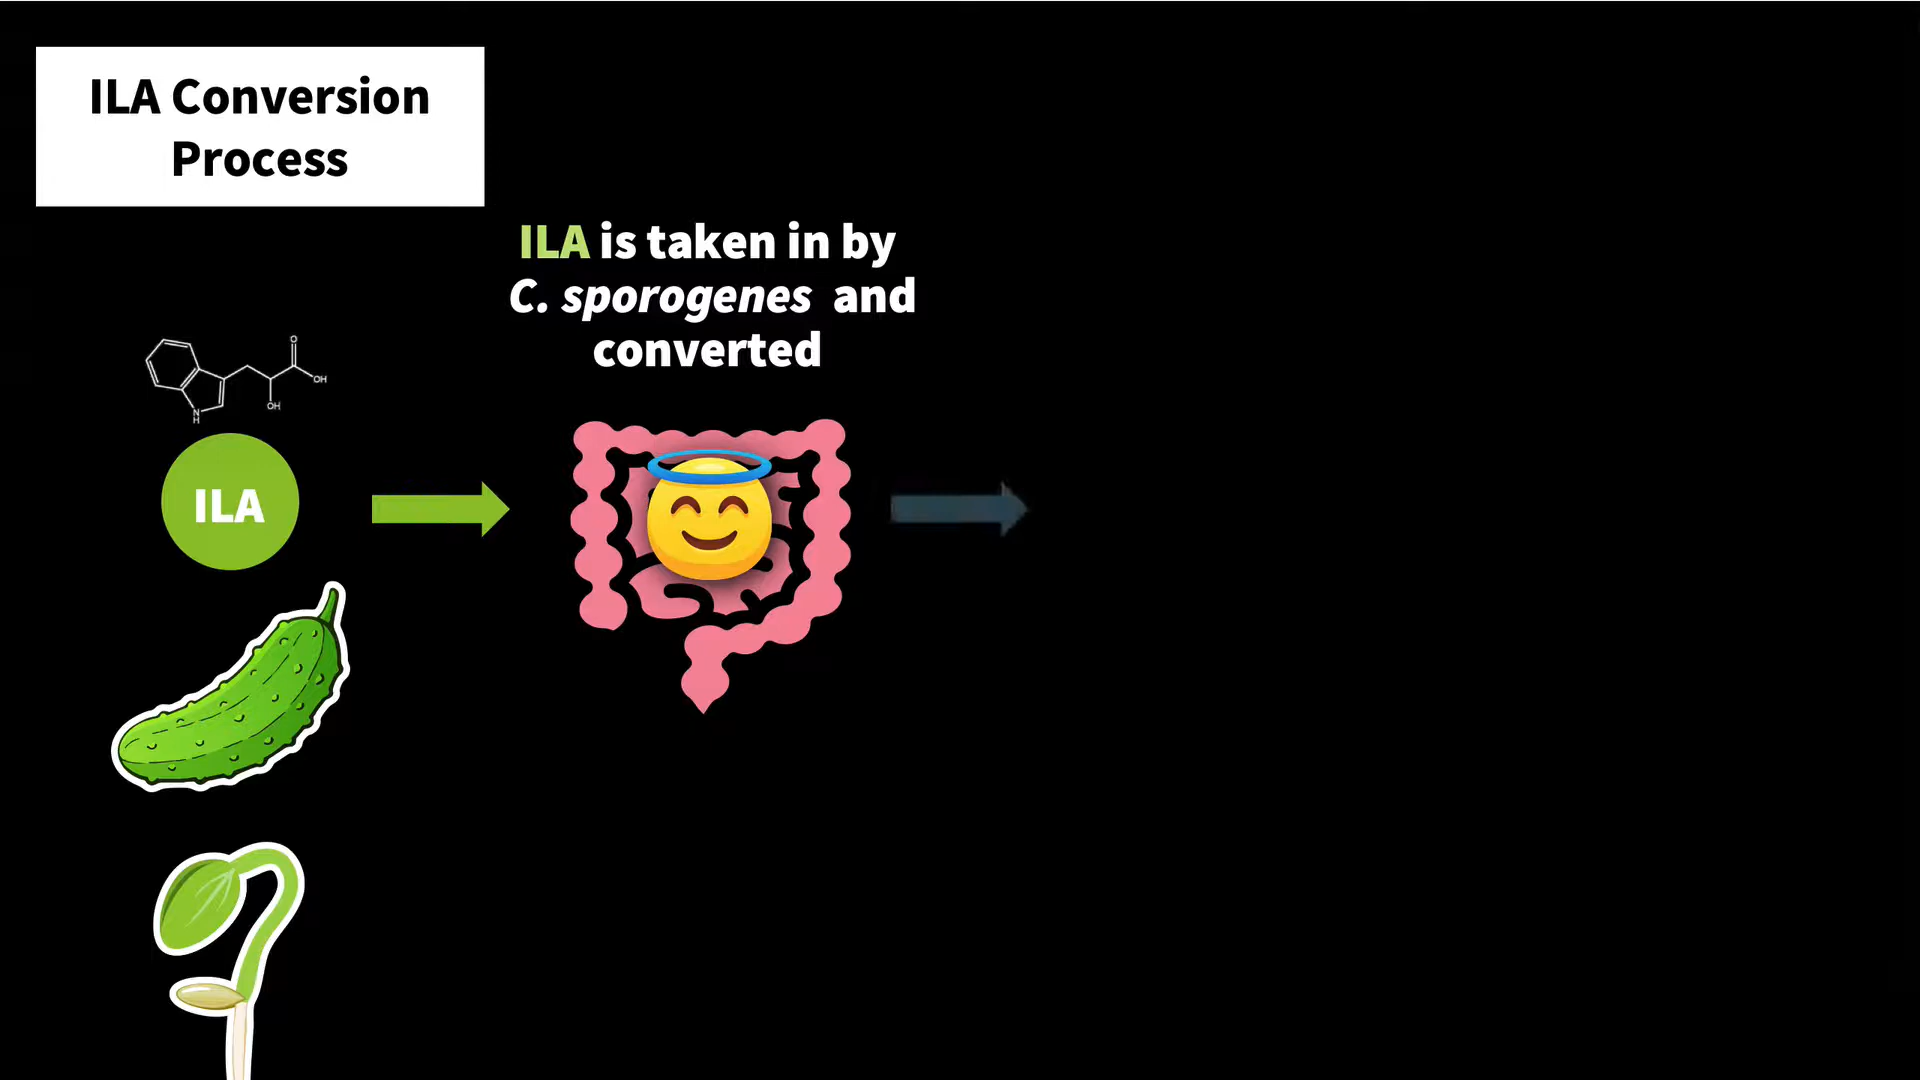 ILA Conversion
Process
ILA is taken in by
C. sporogenes and
converted
O
OH
OH
N
H
ILA